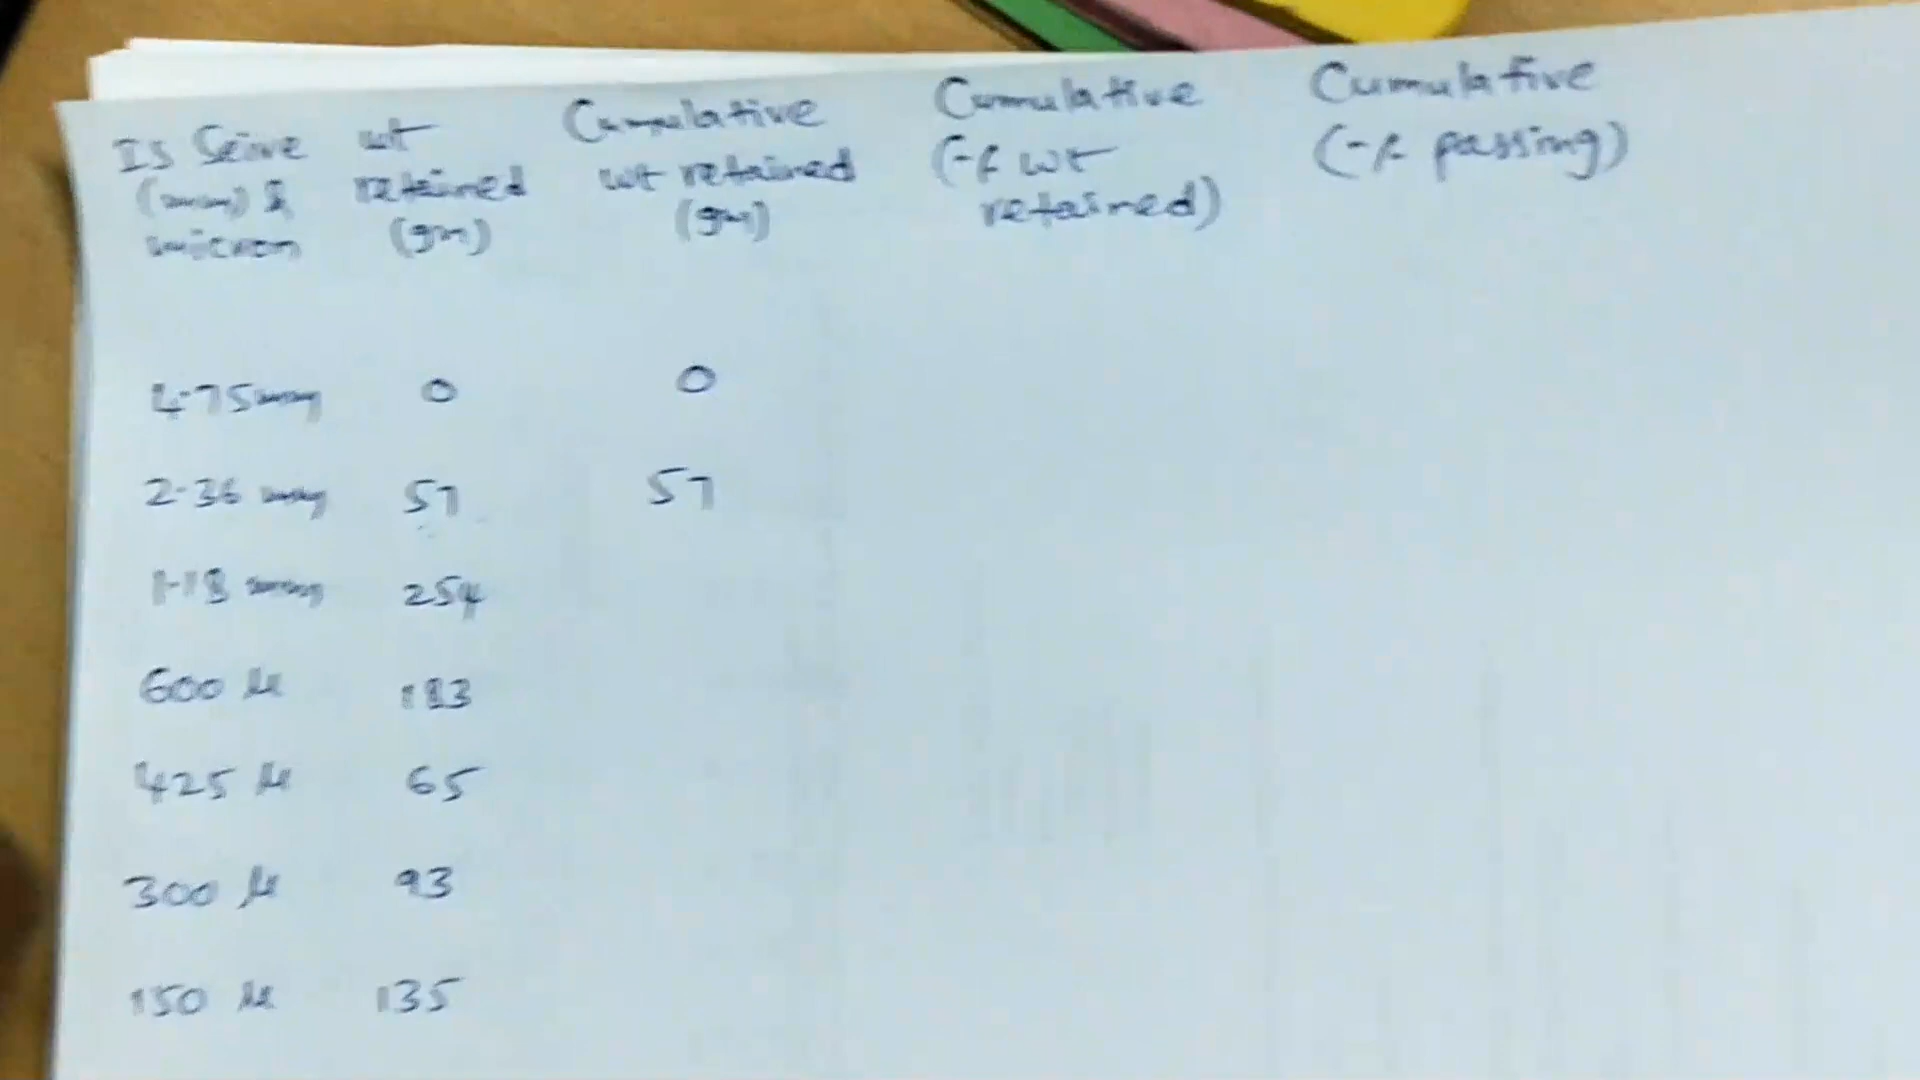 IS Seive wt Cumulative Cumulative Cumulative
(mm) & retained wt retained (-% wt (-% passing)
micron (gm) (gm) retained)
4.75mm 0 0
2.36 mm 57 57
1.18 mm 254
600 μ 183
425 μ 65
300 μ 93
150 μ 135